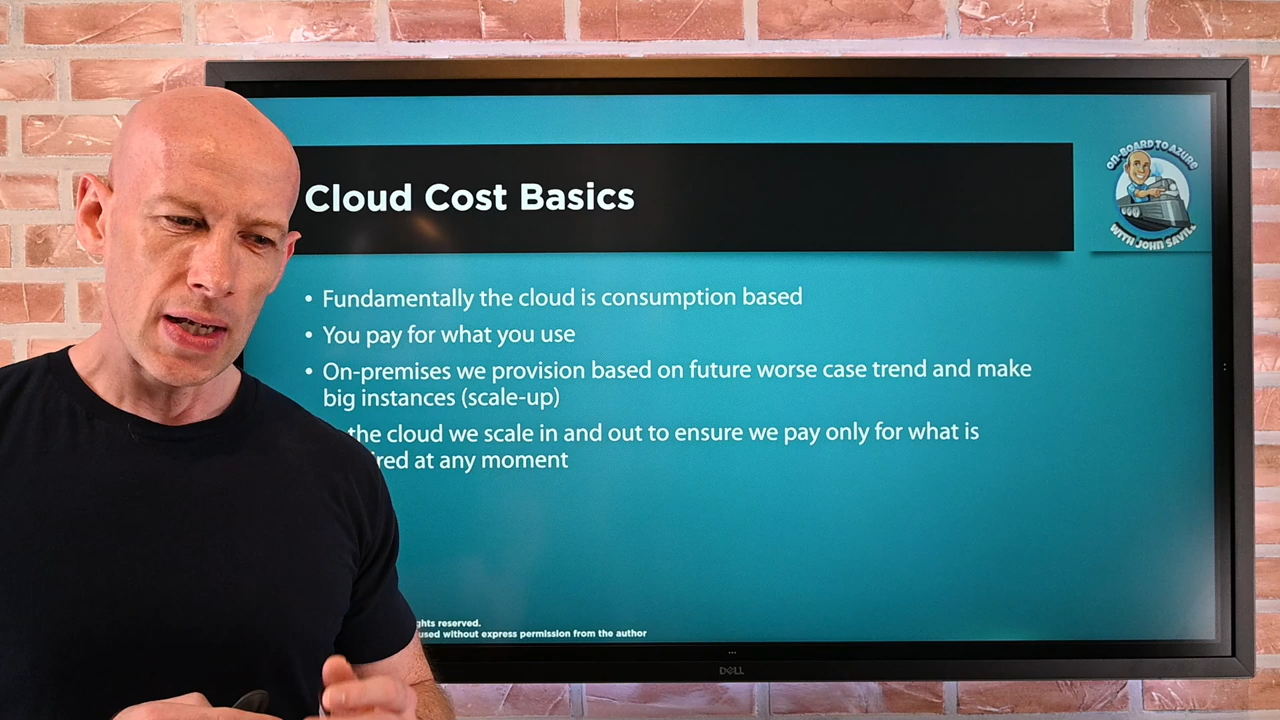 Cloud Cost Basics
ON-BOARD TO AZURE
WITH JOHN SAVILL
• Fundamentally the cloud is consumption based
• You pay for what you use
• On-premises we provision based on future worse case trend and make
big instances (scale-up)
the cloud we scale in and out to ensure we pay only for what is
at any moment
reserved.
used without express permission from the author
DELL